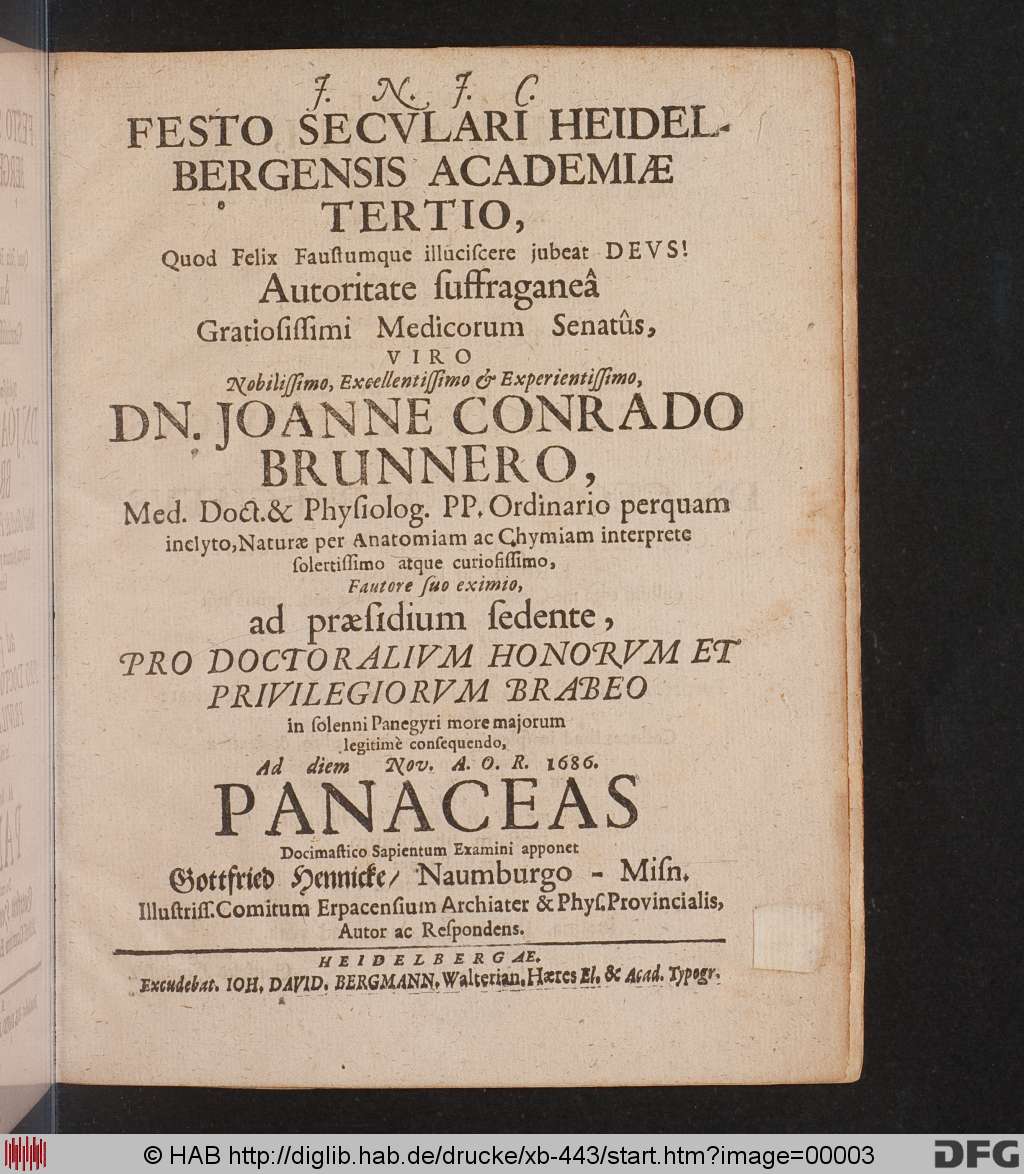 J. N. J. C.
FESTO SECVLARI HEIDEL-
BERGENSIS ACADEMIÆ
TERTIO,
Quod Felix Fauſtumque illuciſcere jubeat DEVS!
Autoritate ſuffraganeâ
Gratioſiſſimi Medicorum Senatûs,
VIRO
Nobiliſſimo, Excellentiſſimo & Experientiſſimo,
DN. JOANNE CONRADO
BRUNNERO,
Med. Doct. & Phyſiolog. PP. Ordinario perquam
inclyto, Naturæ per Anatomiam ac Chymiam interprete
ſolertiſſimo atque curioſiſſimo,
Fautore ſuo eximio,
ad præſidium ſedente,
PRO DOCTORALIVM HONORVM ET
PRIVILEGIORVM BRABEO
in ſolenni Panegyri more majorum
legitimè conſequendo,
Ad diem Nov. A. O. R. 1686.
PANACEAS
Docimaſtico Sapientum Examini apponet
Gottfried Hennicke/ Naumburgo - Miſn.
Illuſtriſſ. Comitum Erpacenſium Archiater & Phyſ. Provincialis,
Autor ac Reſpondens.
HEIDELBERGÆ.
Excudebat. IOH. DAVID. BERGMANN. Walterian. Hæres El. & Acad. Typogr.
© HAB http://diglib.hab.de/drucke/xb-443/start.htm?image=00003
DFG